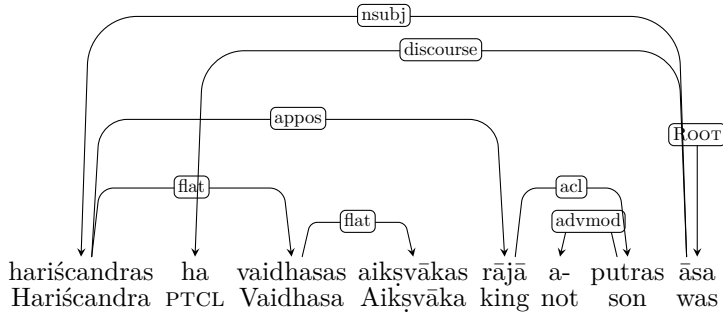 nsubj
discourse
appos
ROOT
flat acl
flat advmod
hariścandras ha vaidhasas aikṣvākas rājā a- putras āsa
Hariścandra PTCL Vaidhasa Aikṣvāka king not son was